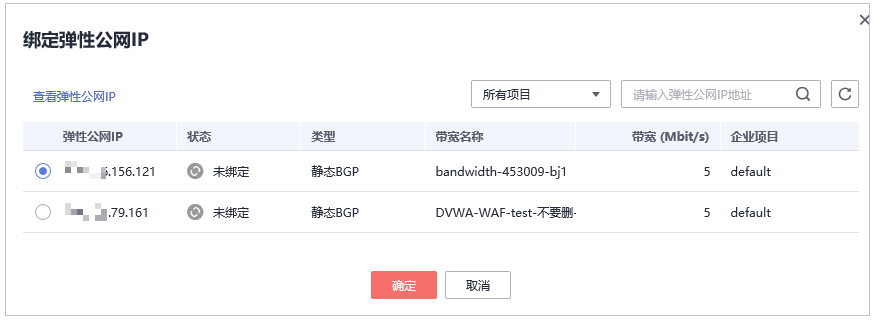 绑定弹性公网IP
查看弹性公网IP 所有项目 请输入弹性公网IP地址
弹性公网IP 状态 类型 带宽名称 带宽 (Mbit/s) 企业项目
.156.121 未绑定 静态BGP bandwidth-453009-bj1 5 default
.79.161 未绑定 静态BGP DVWA-WAF-test-不要删- 5 default
确定 取消